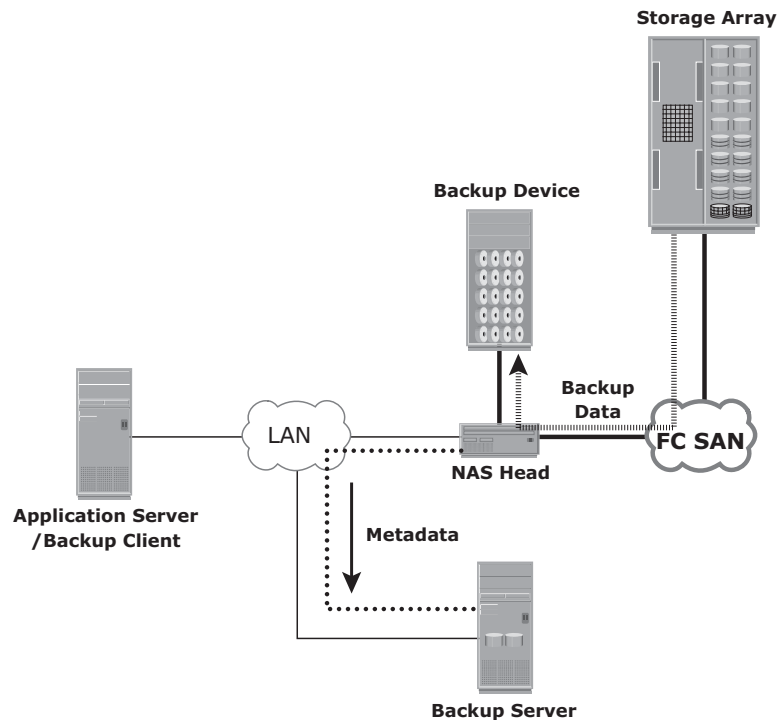 Storage Array
Backup Device
Backup
Data
LAN
FC SAN
NAS Head
Application Server
/Backup Client
Metadata
Backup Server